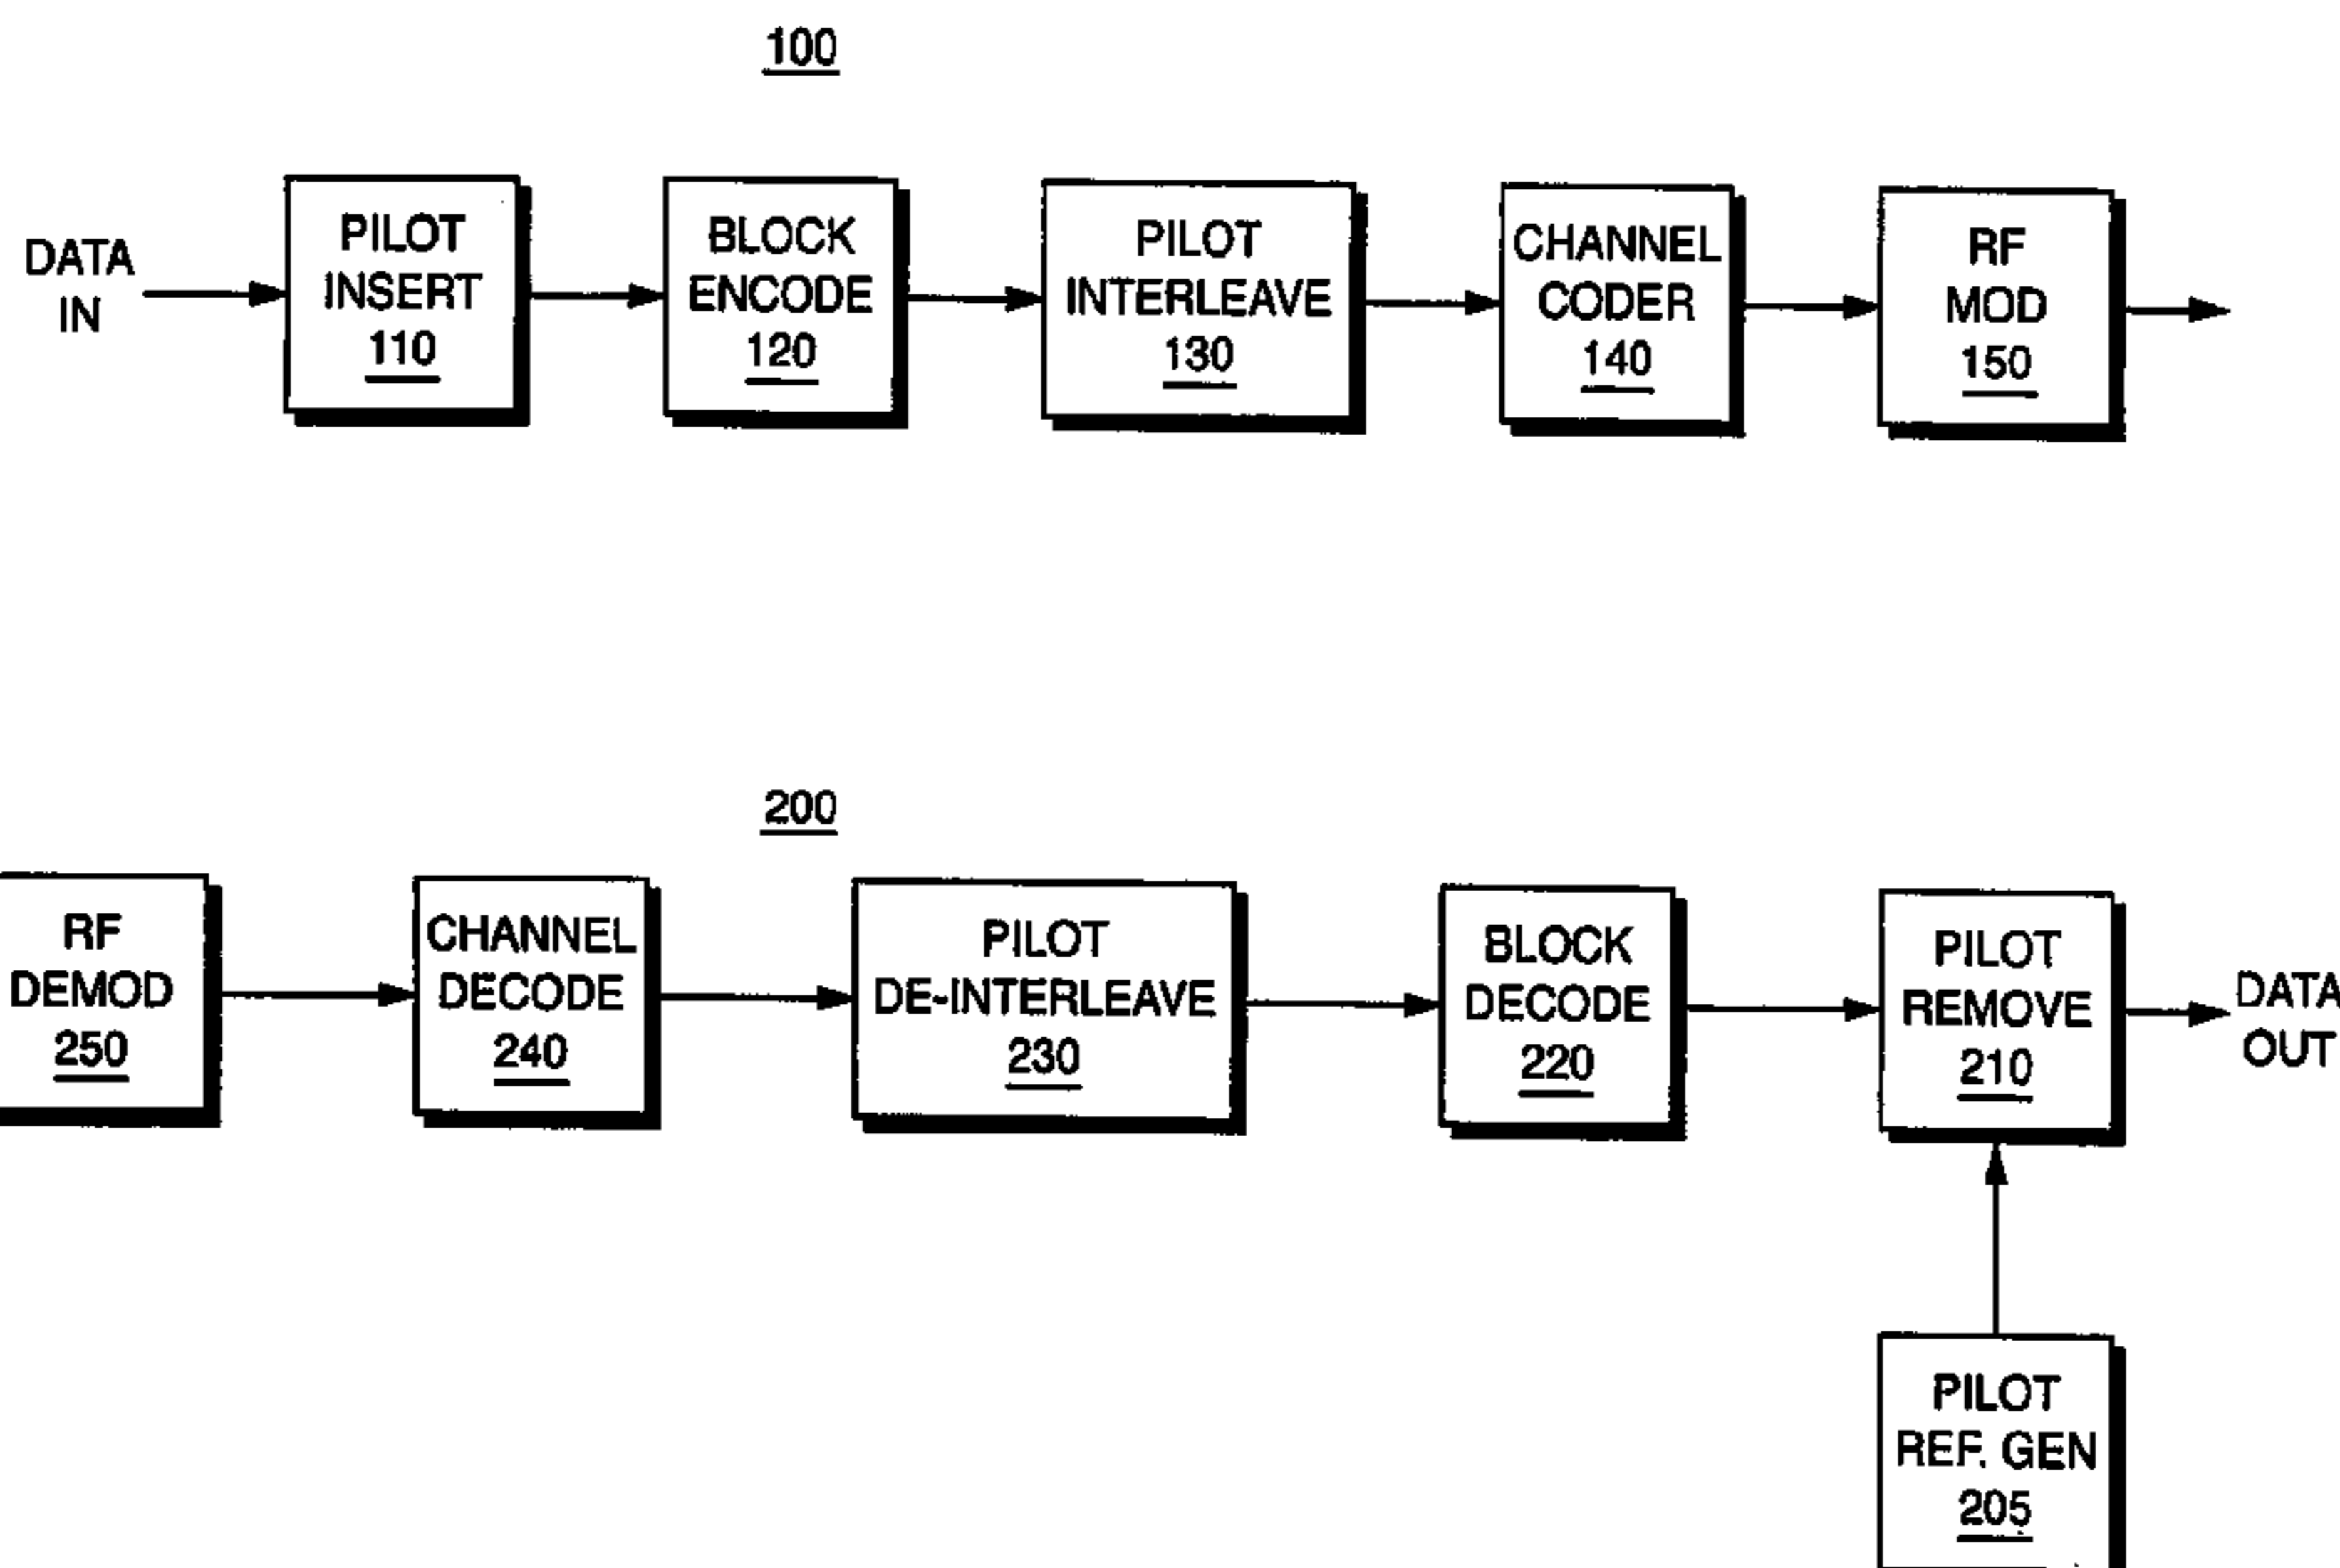 100
DATA
IN
PILOT
INSERT
110
BLOCK
ENCODE
120
PILOT
INTERLEAVE
130
CHANNEL
CODER
140
RF
MOD
150
200
RF
DEMOD
250
CHANNEL
DECODE
240
PILOT
DE-INTERLEAVE
230
BLOCK
DECODE
220
PILOT
REMOVE
210
DATA
OUT
PILOT
REF. GEN
205